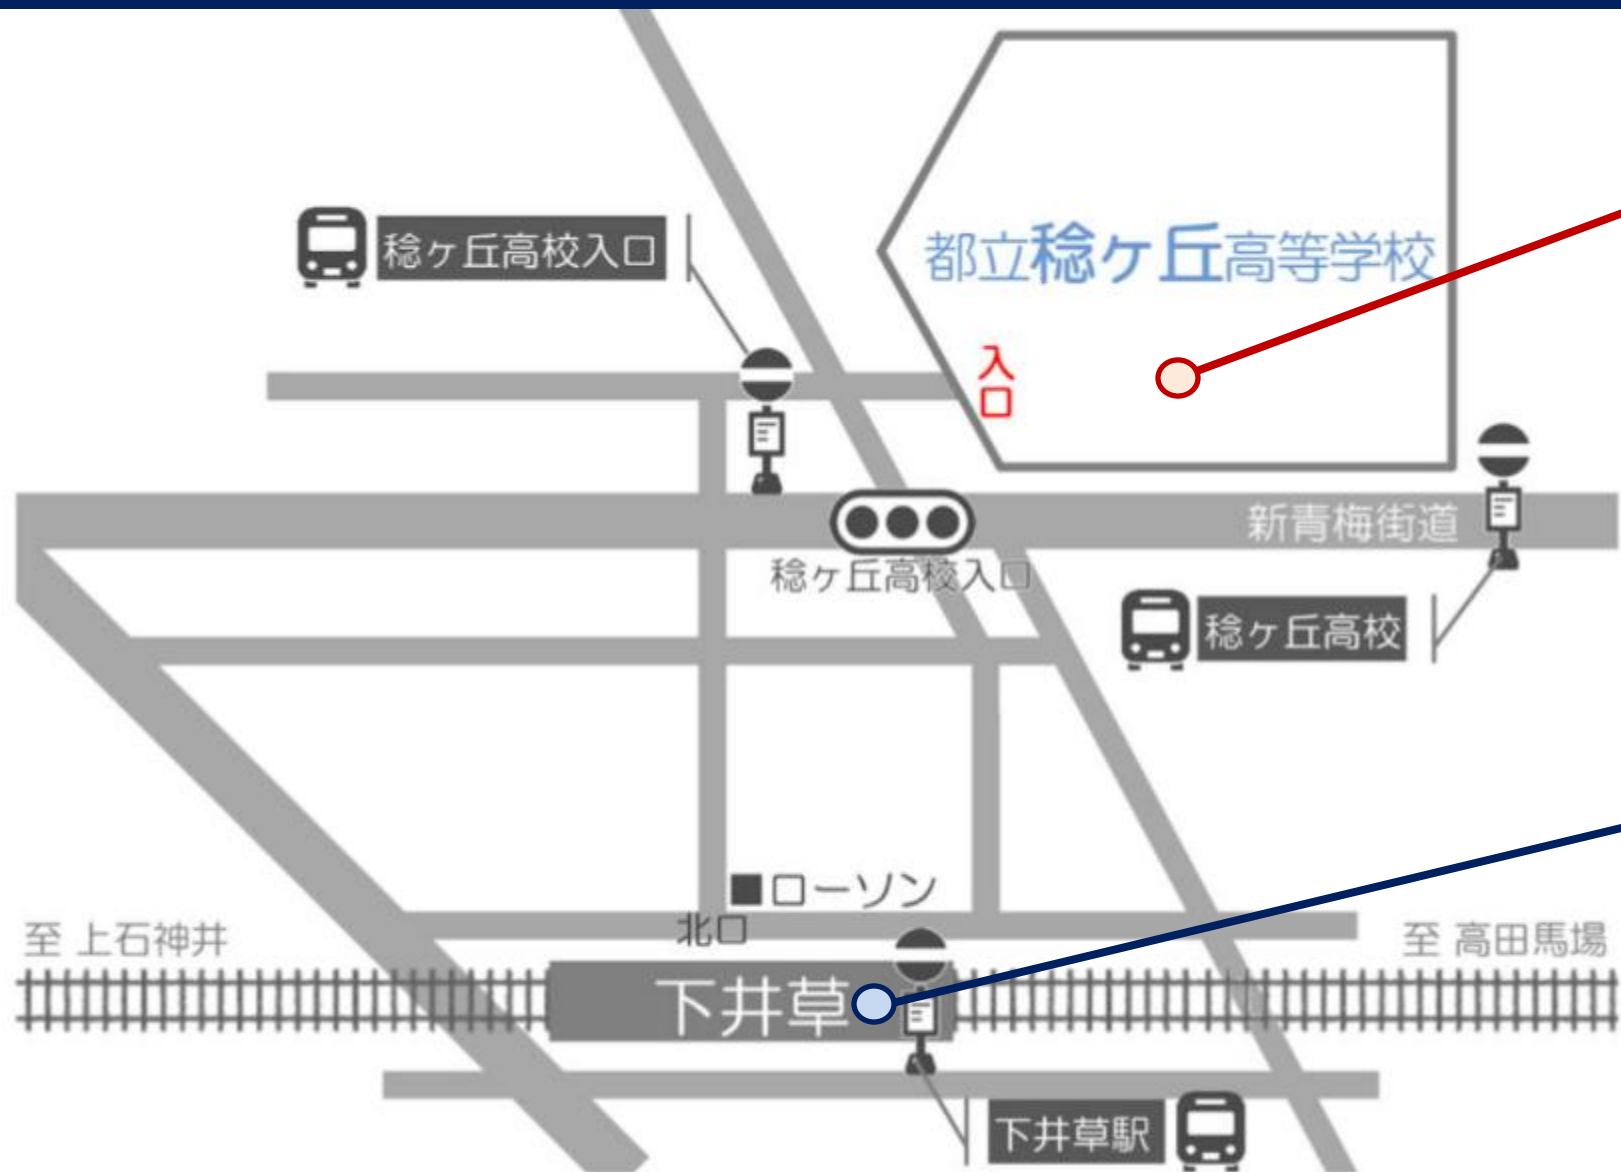 稔ヶ丘高校入口
都立稔ヶ丘高等学校
入口
新青梅街道
稔ヶ丘高校入口
稔ヶ丘高校
■ローソン
北口
至 上石神井
至 高田馬場
下井草
下井草駅